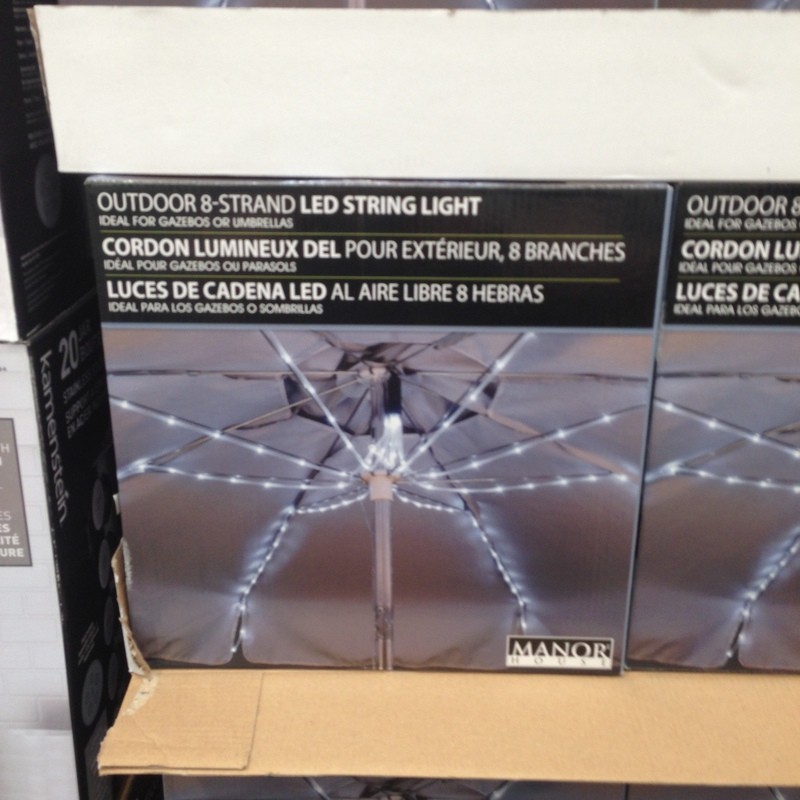 OUTDOOR 8-STRAND LED STRING LIGHT
IDEAL FOR GAZEBOS OR UMBRELLAS
CORDON LUMINEUX DEL POUR EXTÉRIEUR, 8 BRANCHES
IDÉAL POUR GAZEBOS OU PARASOLS
LUCES DE CADENA LED AL AIRE LIBRE 8 HEBRAS
IDEAL PARA LOS GAZEBOS O SOMBRILLAS
MANOR
HOUSE
OUTDOOR 8
IDEAL FOR GAZEBOS
CORDON LU
IDÉAL POUR GAZEBOS
LUCES DE CA
IDEAL PARA LOS GAZEBO
kamenstein
20